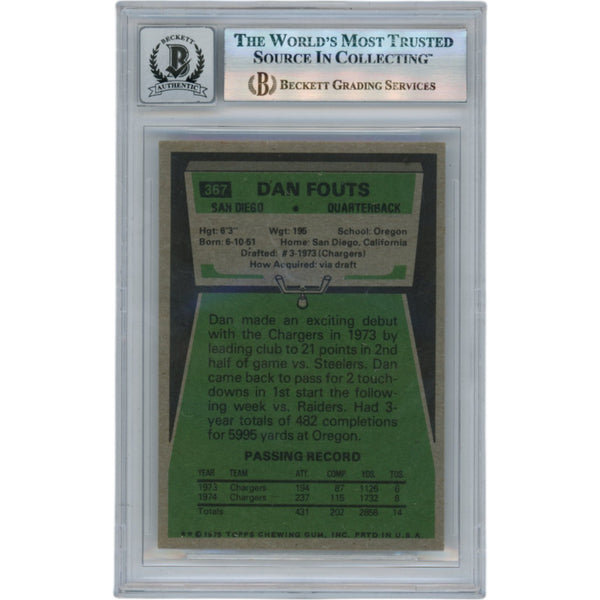 BECKETT
AUTHENTIC
THE WORLD'S MOST TRUSTED
SOURCE IN COLLECTING™
B BECKETT GRADING SERVICES
367 DAN FOUTS
SAN DIEGO • QUARTERBACK
Hgt: 6'3" Wgt: 195 School: Oregon
Born: 6-10-51 Home: San Diego, California
Drafted: #3-1973 (Chargers)
How Acquired: via draft
Dan made an exciting debut
with the Chargers in 1973 by
leading club to 21 points in 2nd
half of game vs. Steelers. Dan
came back to pass for 2 touch-
downs in 1st start the follow-
ing week vs. Raiders. Had 3-
year totals of 482 completions
for 5995 yards at Oregon.
PASSING RECORD
YEAR TEAM ATT. COMP. YDS. TDS.
1973 Chargers 194 87 1126 6
1974 Chargers 237 115 1732 8
Totals 431 202 2858 14
© 1975 TOPPS CHEWING GUM, INC. PRTD IN U.S.A.